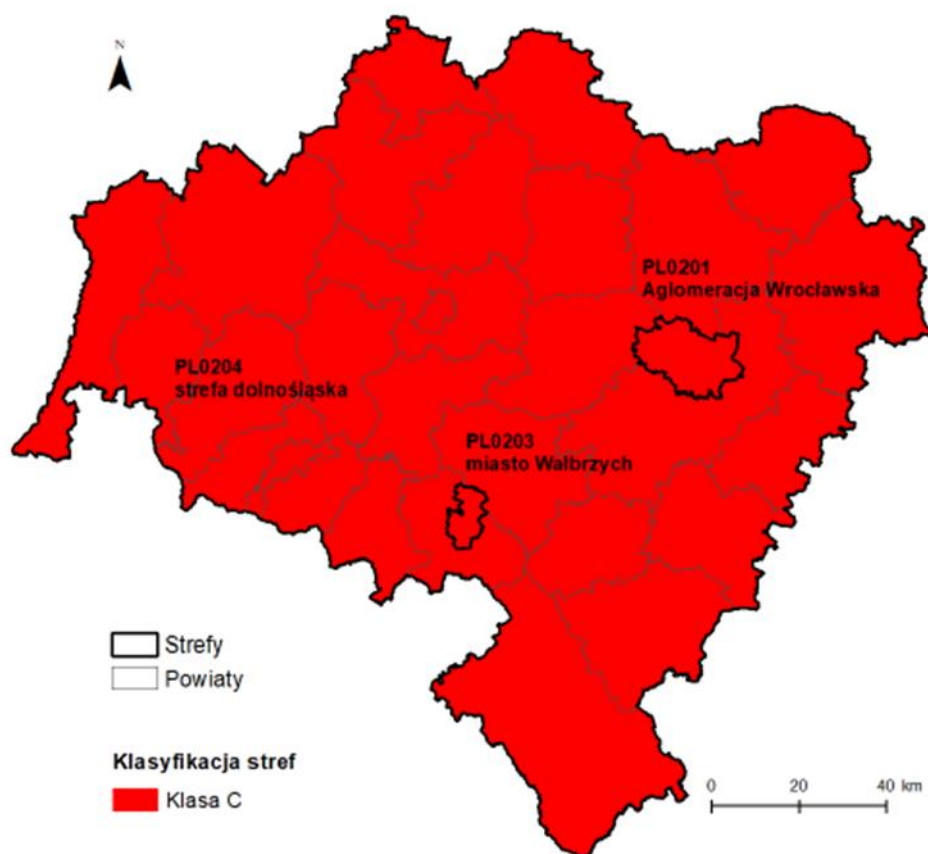 N
PL0201
Aglomeracja Wrocławska
PL0204
strefa dolnośląska
PL0203
miasto Wałbrzych
Strefy
Powiaty
Klasyfikacja stref
Klasa C
0 20 40 km